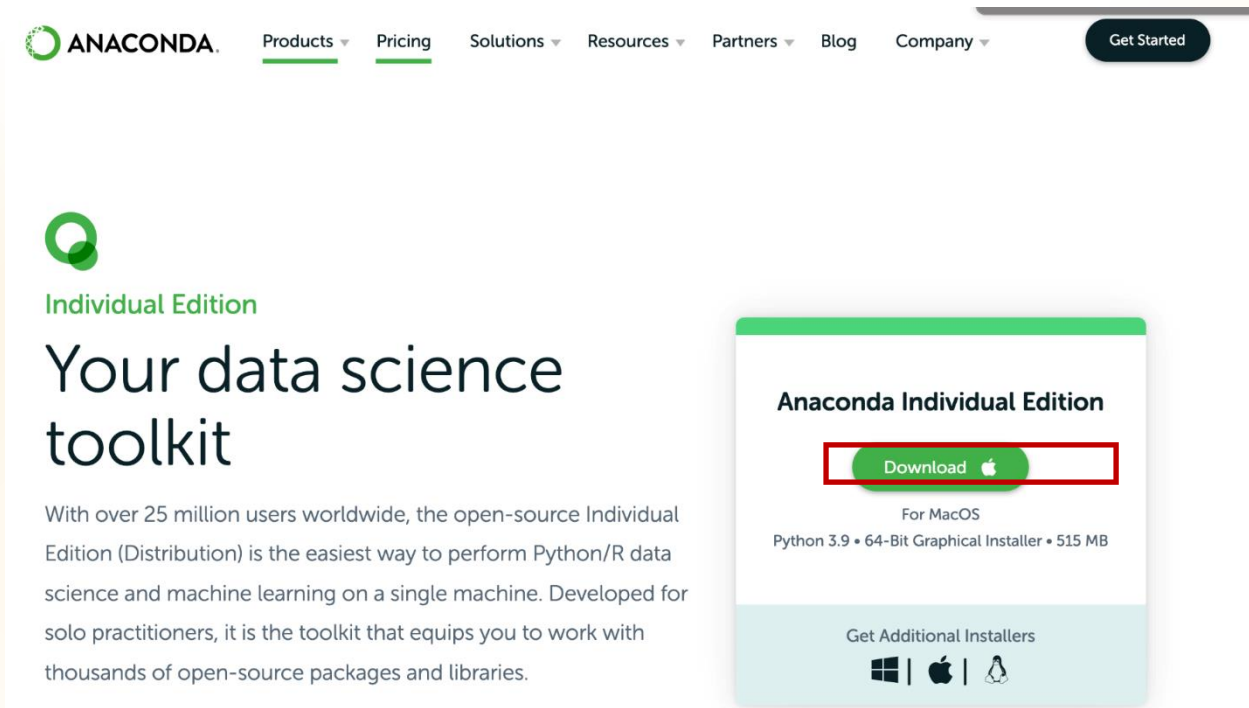 ANACONDA.
Products Pricing Solutions Resources Partners Blog Company Get Started
Individual Edition
Your data science
toolkit
With over 25 million users worldwide, the open-source Individual
Edition (Distribution) is the easiest way to perform Python/R data
science and machine learning on a single machine. Developed for
solo practitioners, it is the toolkit that equips you to work with
thousands of open-source packages and libraries.
Anaconda Individual Edition
Download
For MacOS
Python 3.9 • 64-Bit Graphical Installer • 515 MB
Get Additional Installers